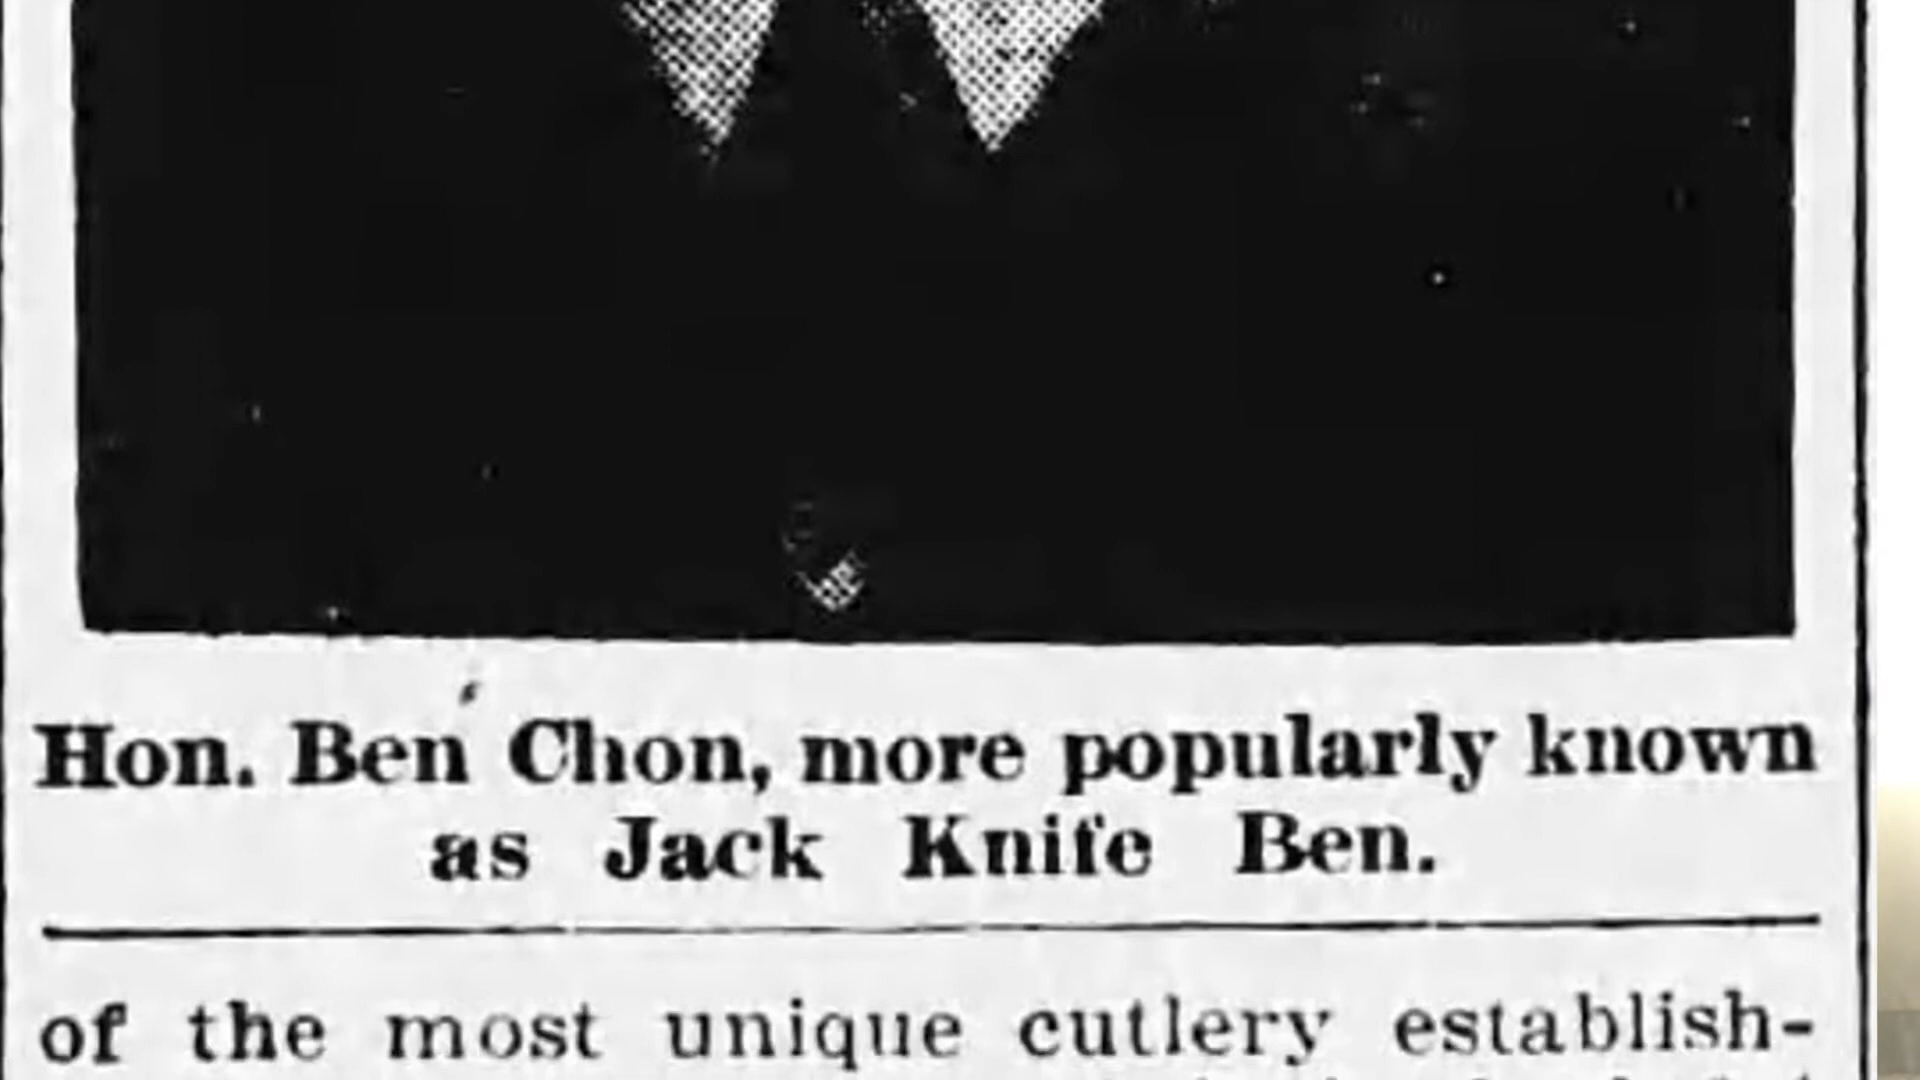 Hon. Ben Chon, more popularly known
as Jack Knife Ben.
of the most unique cutlery establish-